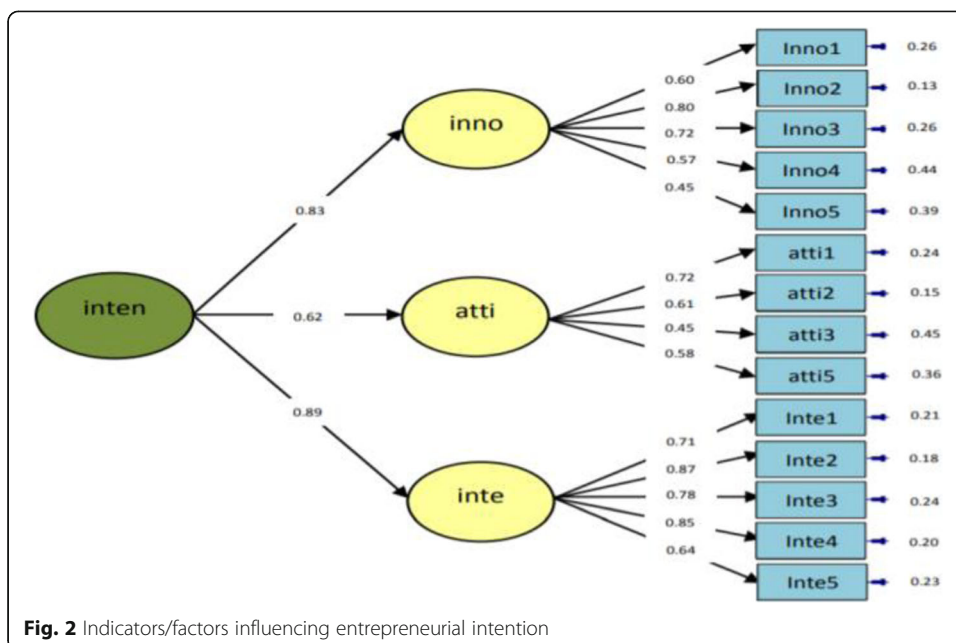 Inno1 0.26
0.60
Inno2 0.13
0.80
inno
Inno3 0.26
0.72
0.57
Inno4 0.44
0.45
Inno5 0.39
0.83
atti1 0.24
0.72
atti2 0.15
0.61
inten
0.62
atti
0.45
atti3 0.45
0.58
atti5 0.36
0.89
Inte1 0.21
0.71
Inte2 0.18
0.87
inte
0.78
Inte3 0.24
0.85
Inte4 0.20
0.64
Inte5 0.23
Fig. 2 Indicators/factors influencing entrepreneurial intention